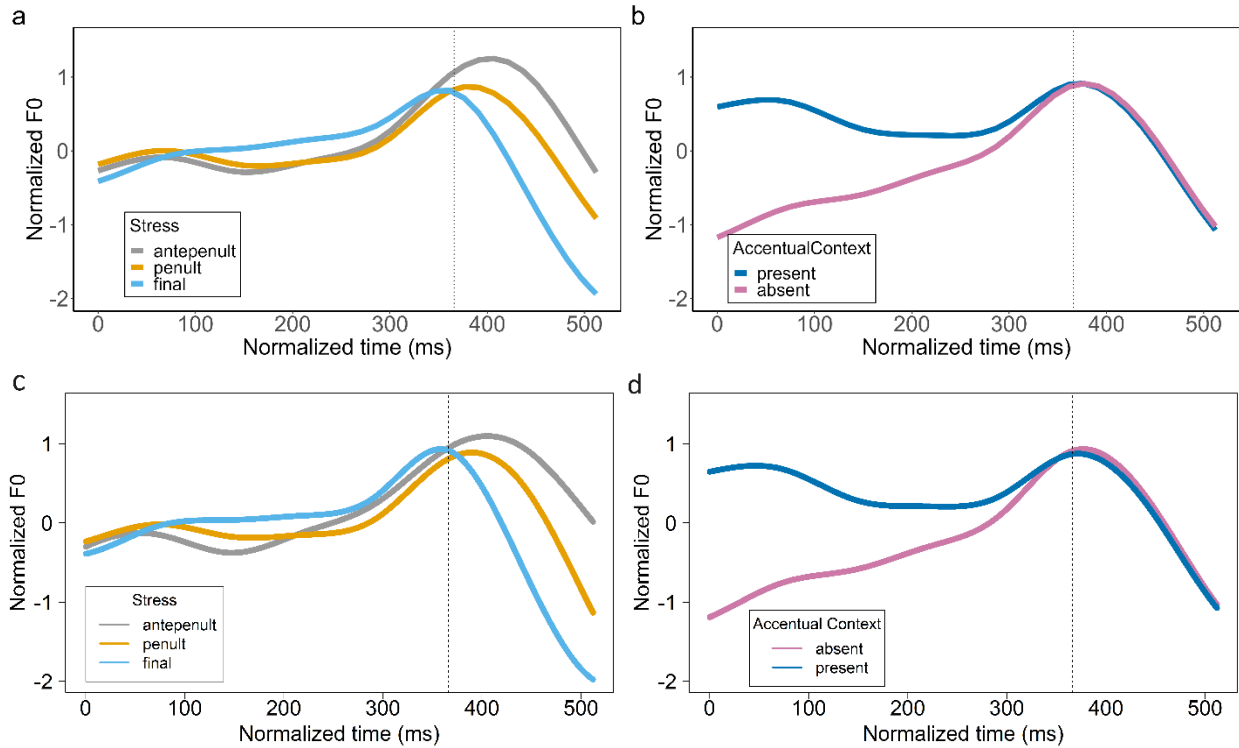 a
Normalized F0
1
0
-1
-2
Stress
antepenult
penult
final
0 100 200 300 400 500
Normalized time (ms)
b
Normalized F0
1
0
-1
-2
AccentualContext
present
absent
0 100 200 300 400 500
Normalized time (ms)
c
Normalized F0
1
0
-1
-2
Stress
antepenult
penult
final
0 100 200 300 400 500
Normalized time (ms)
d
Normalized F0
1
0
-1
-2
Accentual Context
absent
present
0 100 200 300 400 500
Normalized time (ms)